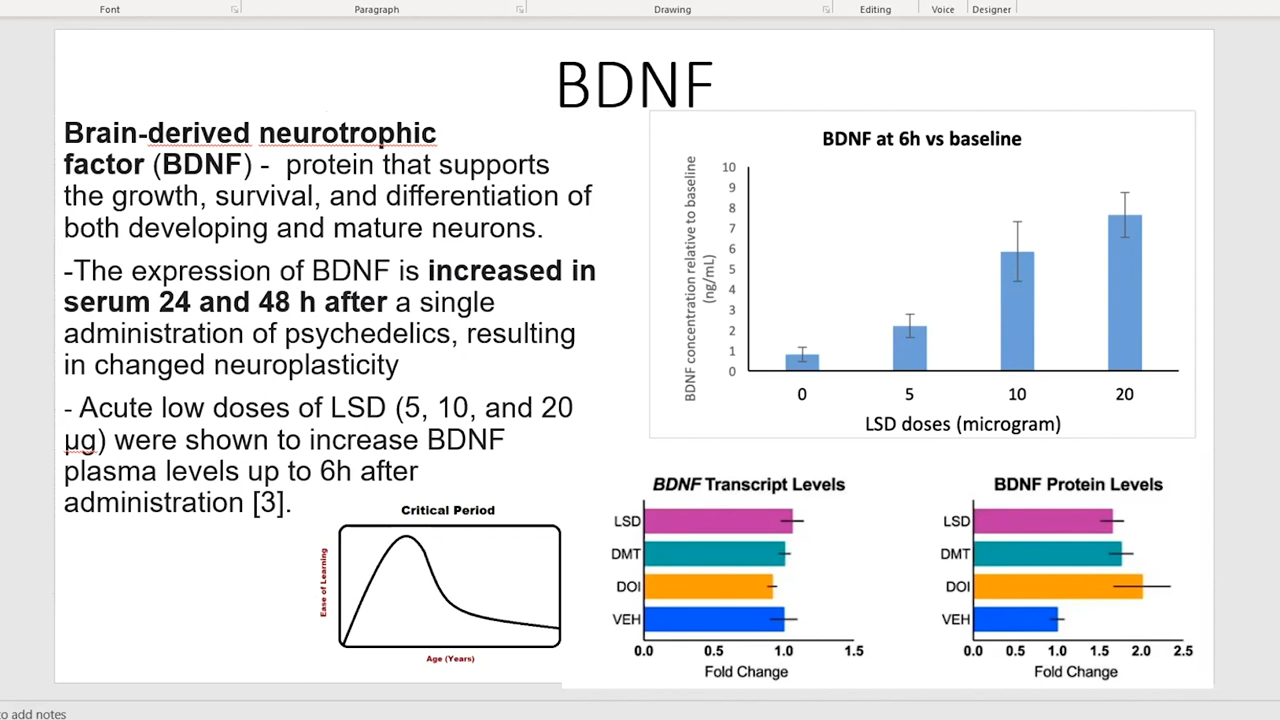 Font
Paragraph
Drawing
Editing
Voice
Designer
BDNF
Brain-derived neurotrophic
factor (BDNF) - protein that supports
the growth, survival, and differentiation of
both developing and mature neurons.
-The expression of BDNF is increased in
serum 24 and 48 h after a single
administration of psychedelics, resulting
in changed neuroplasticity
- Acute low doses of LSD (5, 10, and 20
µg) were shown to increase BDNF
plasma levels up to 6h after
administration [3].
BDNF at 6h vs baseline
BDNF concentration relative to baseline
(ng/mL)
10
9
8
7
6
5
4
3
2
1
0
0 5 10 20
LSD doses (microgram)
Critical Period
Ease of Learning
Age (Years)
BDNF Transcript Levels
LSD
DMT
DOI
VEH
0.0 0.5 1.0 1.5
Fold Change
BDNF Protein Levels
LSD
DMT
DOI
VEH
0.0 0.5 1.0 1.5 2.0 2.5
Fold Change
to add notes